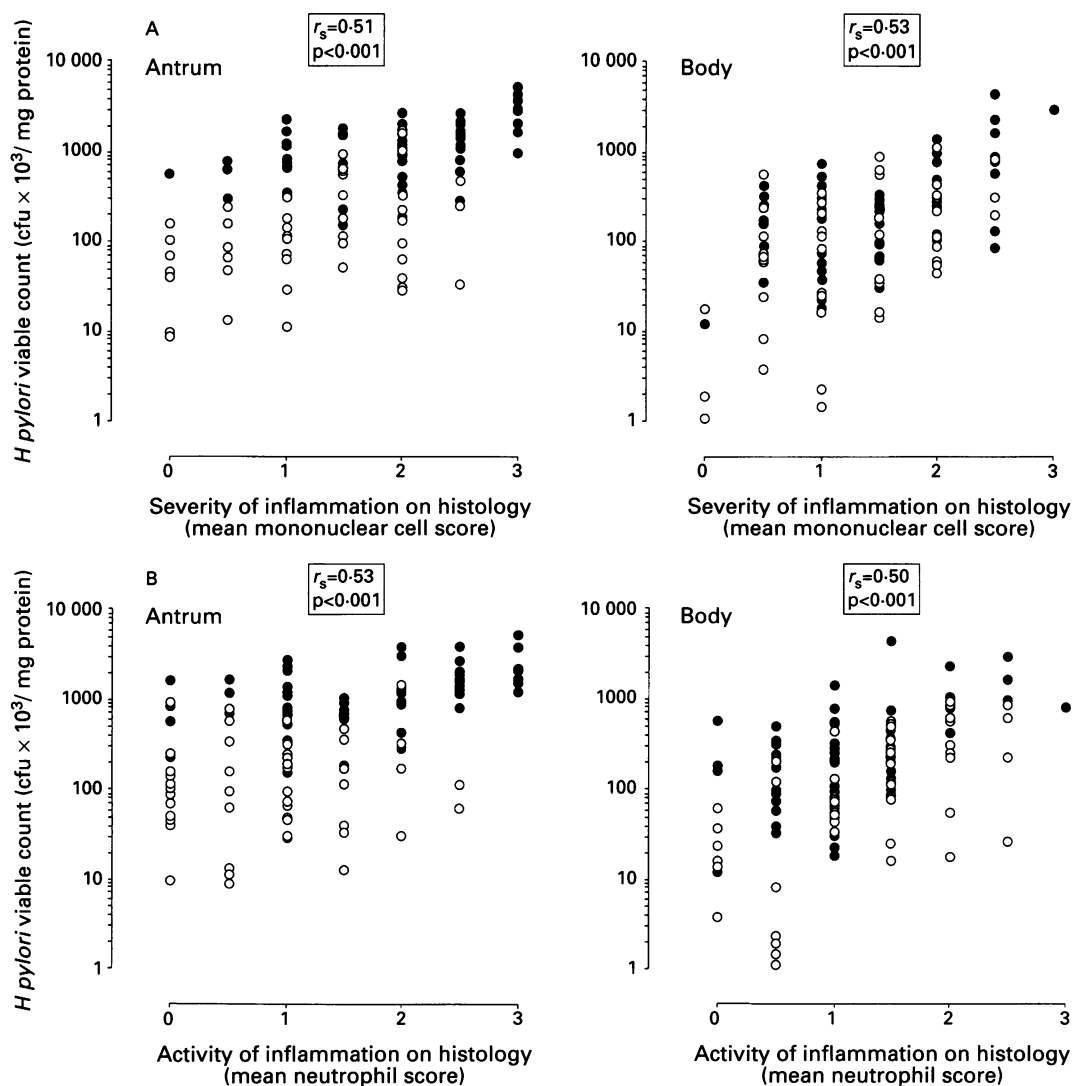 A
rs=0·51
p<0·001
Antrum
H pylori viable count (cfu × 10³/ mg protein)
10 000
1000
100
10
1
0 1 2 3
Severity of inflammation on histology
(mean mononuclear cell score)
rs=0·53
p<0·001
Body
10 000
1000
100
10
1
0 1 2 3
Severity of inflammation on histology
(mean mononuclear cell score)
B
rs=0·53
p<0·001
Antrum
H pylori viable count (cfu × 10³/ mg protein)
10 000
1000
100
10
1
0 1 2 3
Activity of inflammation on histology
(mean neutrophil score)
rs=0·50
p<0·001
Body
10 000
1000
100
10
1
0 1 2 3
Activity of inflammation on histology
(mean neutrophil score)